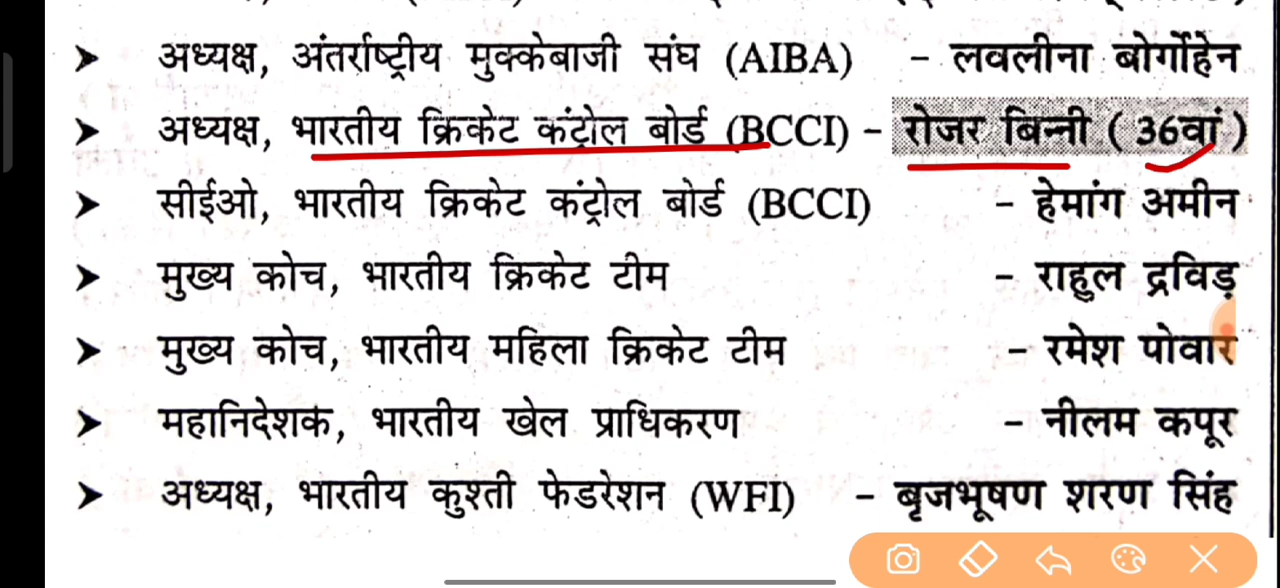 ➤ अध्यक्ष, अंतर्राष्ट्रीय मुक्केबाजी संघ (AIBA) - लवलीना बोर्गोहेन
➤ अध्यक्ष, भारतीय क्रिकेट कंट्रोल बोर्ड (BCCI) - रोजर बिन्नी ( 36वां )
➤ सीईओ, भारतीय क्रिकेट कंट्रोल बोर्ड (BCCI) - हेमांग अमीन
➤ मुख्य कोच, भारतीय क्रिकेट टीम - राहुल द्रविड़
➤ मुख्य कोच, भारतीय महिला क्रिकेट टीम - रमेश पोवार
➤ महानिदेशक, भारतीय खेल प्राधिकरण - नीलम कपूर
➤ अध्यक्ष, भारतीय कुश्ती फेडरेशन (WFI) - बृजभूषण शरण सिंह